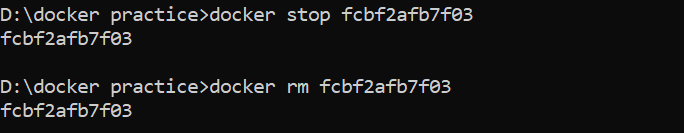 D:\docker practice>docker stop fcbf2afb7f03
fcbf2afb7f03
D:\docker practice>docker rm fcbf2afb7f03
fcbf2afb7f03